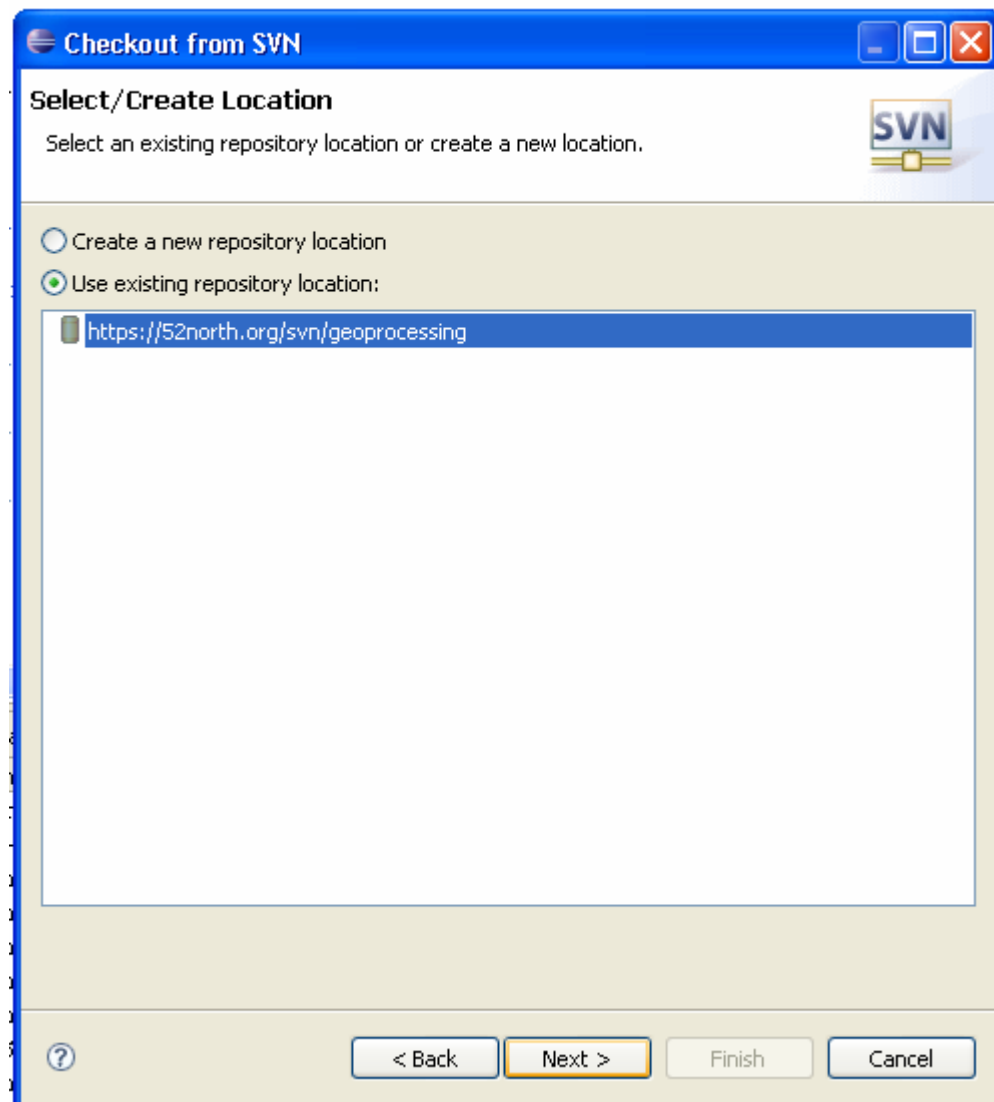 Checkout from SVN
Select/Create Location
Select an existing repository location or create a new location.
SVN
Create a new repository location
Use existing repository location:
https://52north.org/svn/geoprocessing
?
< Back
Next >
Finish
Cancel